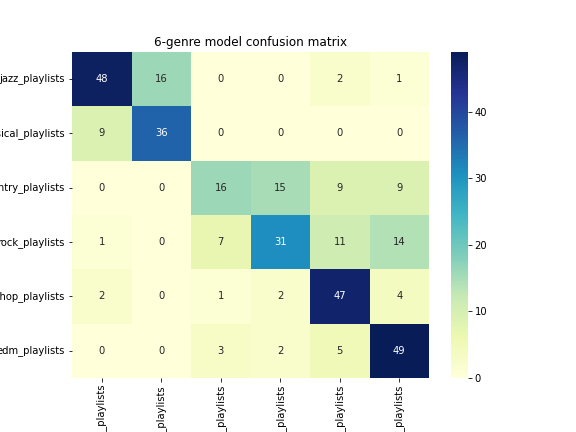 6-genre model confusion matrix
jazz_playlists 48 16 0 0 2 1
sical_playlists 9 36 0 0 0 0
ntry_playlists 0 0 16 15 9 9
rock_playlists 1 0 7 31 11 14
hop_playlists 2 0 1 2 47 4
edm_playlists 0 0 3 2 5 49
_playlists _playlists _playlists _playlists _playlists _playlists
40
30
20
10
0